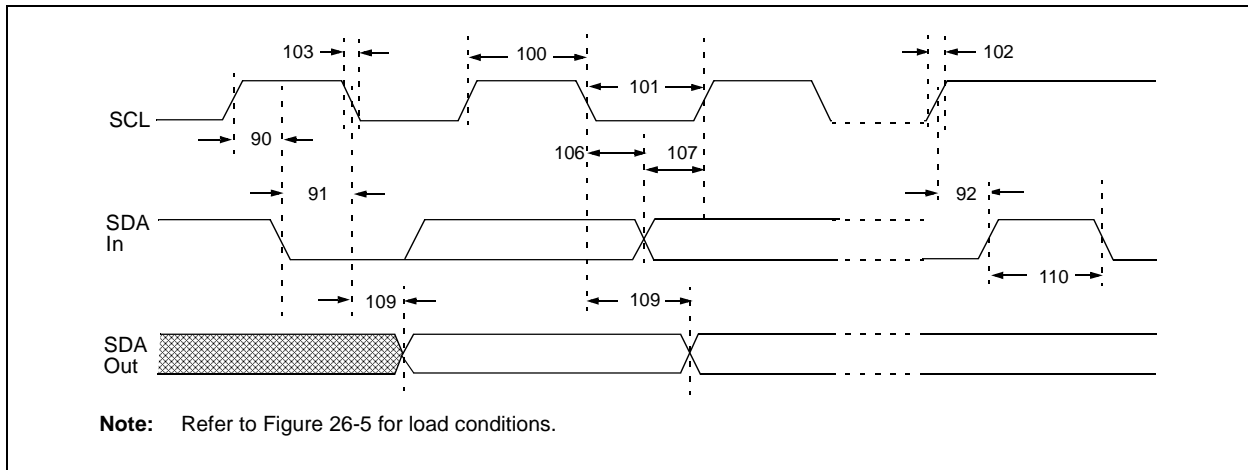 103
100
102
101
SCL
90
106
107
91
92
SDA
In
110
109
109
SDA
Out
Note: Refer to Figure 26-5 for load conditions.